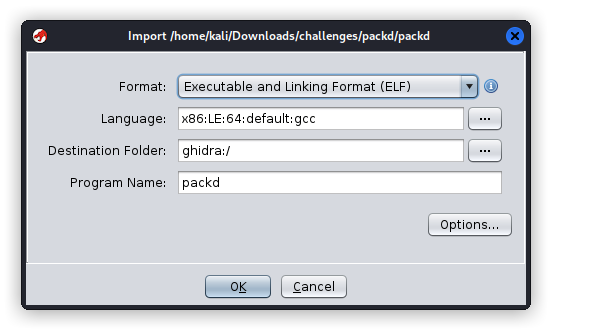 Import /home/kali/Downloads/challenges/packd/packd
Format: Executable and Linking Format (ELF)
Language: x86:LE:64:default:gcc ...
Destination Folder: ghidra:/ ...
Program Name: packd
Options...
OK Cancel